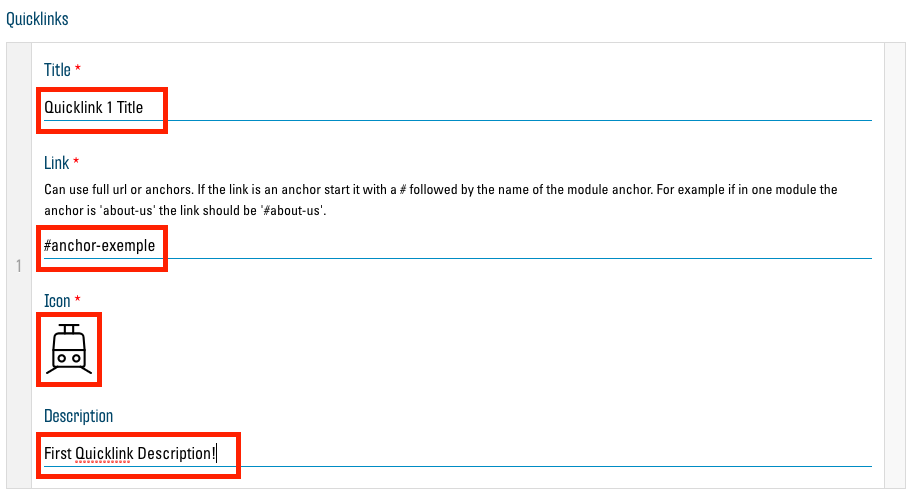 Quicklinks
Title *
Quicklink 1 Title
Link *
Can use full url or anchors. If the link is an anchor start it with a # followed by the name of the module anchor. For example if in one module the
anchor is 'about-us' the link should be '#about-us'.
#anchor-exemple
1
Icon *
Description
First Quicklink Description!